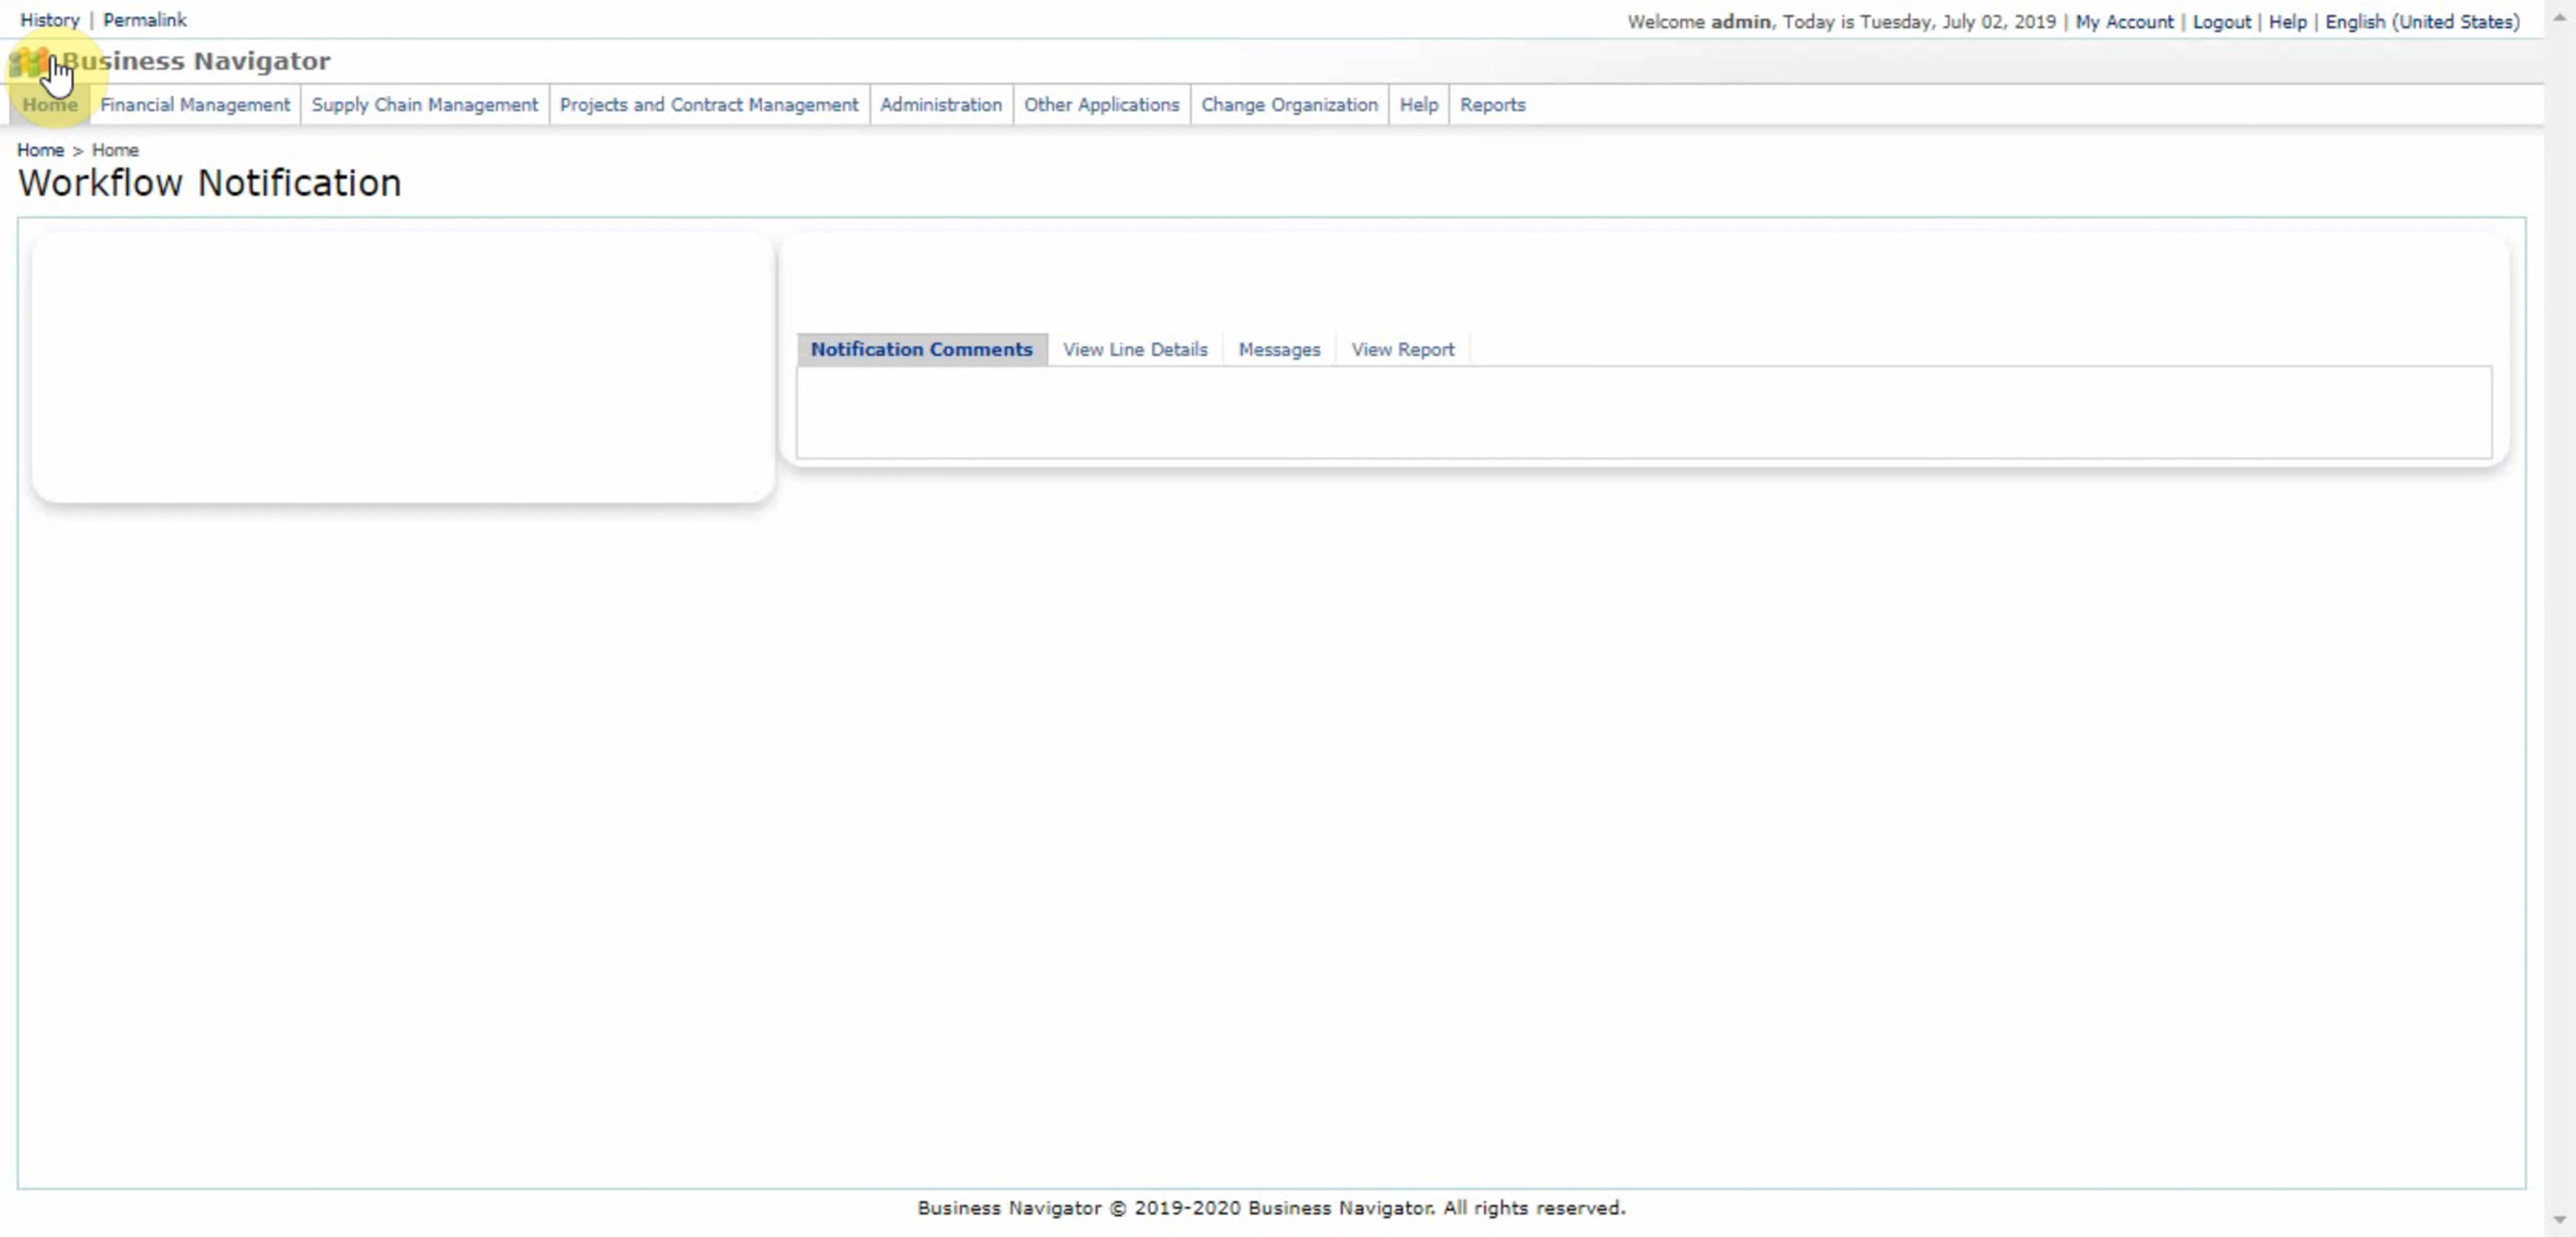 History | Permalink
Welcome admin, Today is Tuesday, July 02, 2019 | My Account | Logout | Help | English (United States)
Business Navigator
Home Financial Management Supply Chain Management Projects and Contract Management Administration Other Applications Change Organization Help Reports
Home > Home
Workflow Notification
Notification Comments View Line Details Messages View Report
Business Navigator © 2019-2020 Business Navigator. All rights reserved.